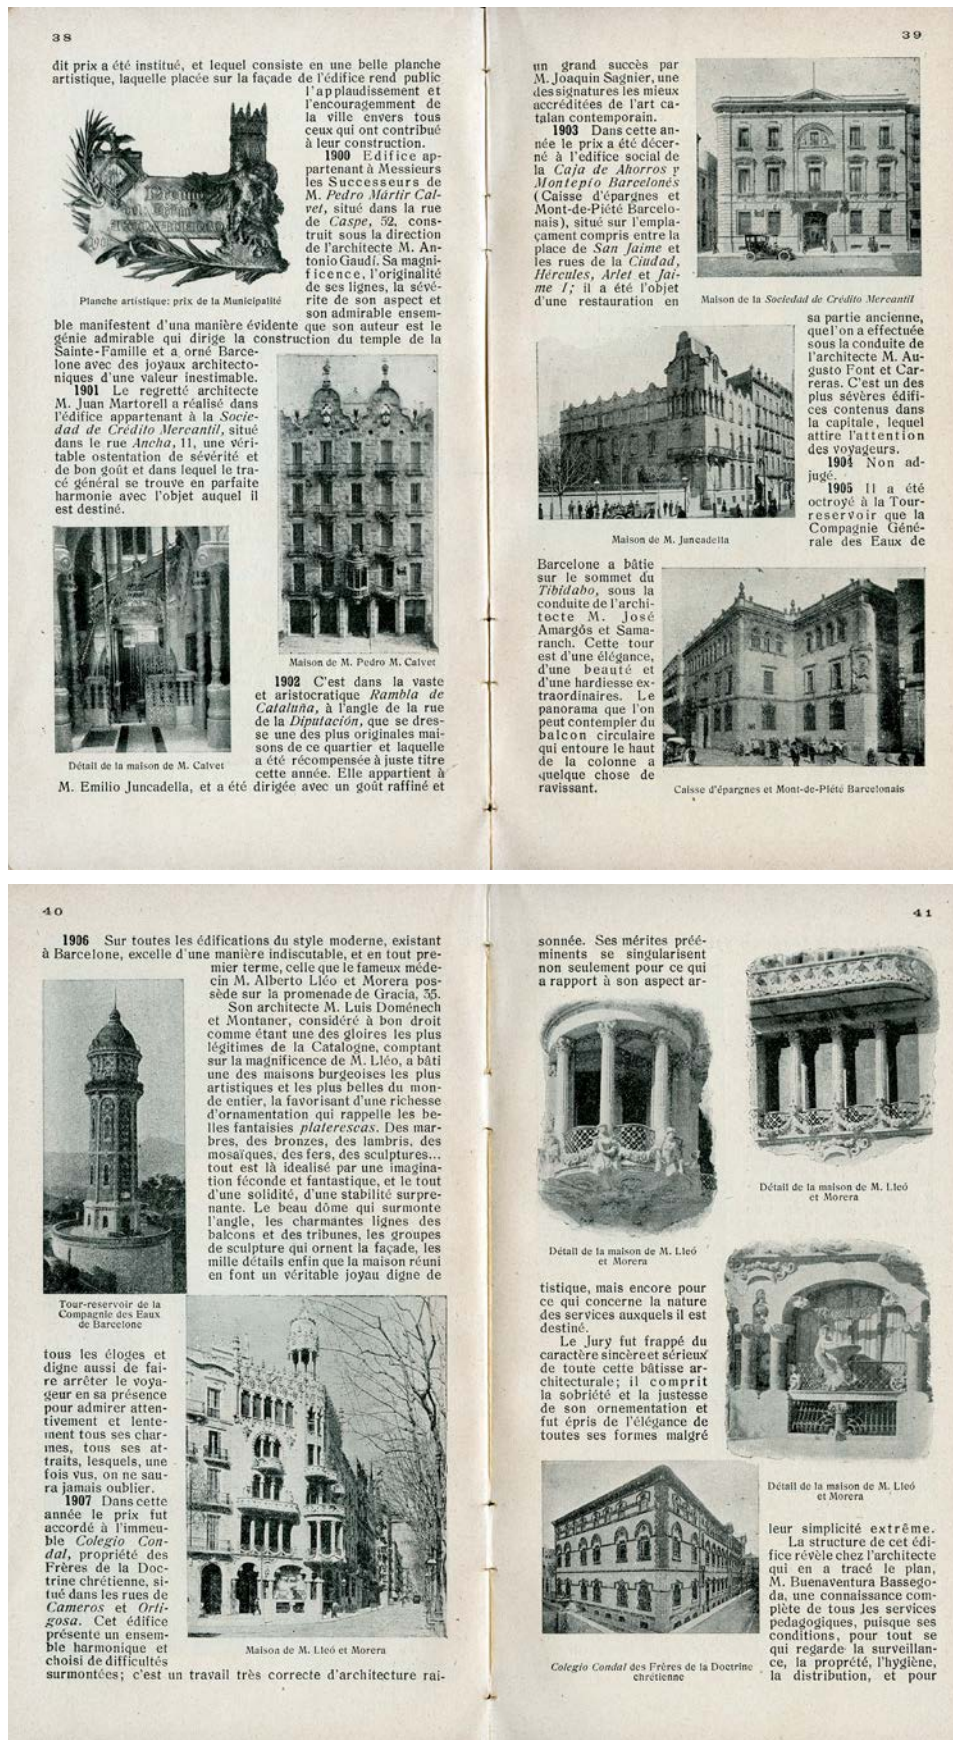 38
dit prix a été institué, et lequel consiste en une belle planche
artistique, laquelle placée sur la façade de l'édifice rend public
l'applaudissement et
l'encouragemment de
la ville envers tous
ceux qui ont contribué
à leur construction.
1900 Edifice ap-
partenant à Messieurs
les Successeurs de
M. Pedro Mártir Cal-
vet, situé dans la rue
de Caspe, 52, cons-
truit sous la direction
de l'architecte M. An-
tonio Gaudí. Sa magni-
ficence, l'originalité
de ses lignes, la sévé-
rite de son aspect et
son admirable ensem-
Planche artistique: prix de la Municipalité
ble manifestent d'una manière évidente que son auteur est le
génie admirable qui dirige la construction du temple de la
Sainte-Famille et a orné Barce-
lone avec des joyaux architecto-
niques d'une valeur inestimable.
1901 Le regretté architecte
M. Juan Martorell a réalisé dans
l'édifice appartenant à la Socie-
dad de Crédito Mercantil, situé
dans le rue Ancha, 11, une véri-
table ostentation de sévérité et
de bon goût et dans lequel le tra-
cé général se trouve en parfaite
harmonie avec l'objet auquel il
est destiné.
Maison de M. Pedro M. Calvet
Détail de la maison de M. Calvet
1902 C'est dans la vaste
et aristocratique Rambla de
Cataluña, à l'angle de la rue
de la Diputación, que se dres-
se une des plus originales mai-
sons de ce quartier et laquelle
a été récompensée à juste titre
cette année. Elle appartient à
M. Emilio Juncadella, et a été dirigée avec un goût raffiné et
39
un grand succès par
M. Joaquin Sagnier, une
des signatures les mieux
accréditées de l'art ca-
talan contemporain.
1903 Dans cette an-
née le prix a été décer-
né à l'edifice social de
la Caja de Ahorros y
Montepío Barcelonés
(Caisse d'épargnes et
Mont-de-Piété Barcelo-
nais), situé sur l'empla-
çament compris entre la
place de San Jaime et
les rues de la Ciudad,
Hércules, Arlet et Jai-
me I; il a été l'objet
d'une restauration en
Maison de la Sociedad de Crédito Mercantil
sa partie ancienne,
quel'on a effectuée
sous la conduite de
l'architecte M. Au-
gusto Font et Car-
reras. C'est un des
plus sévères édifi-
ces contenus dans
la capitale, lequel
attire l'attention
des voyageurs.
1904 Non ad-
jugé.
1905 Il a été
octroyé à la Tour-
reservoir que la
Compagnie Géné-
rale des Eaux de
Maison de M. Juncadella
Barcelone a bâtie
sur le sommet du
Tibidabo, sous la
conduite de l'archi-
tecte M. José
Amargós et Sama-
ranch. Cette tour
est d'une élégance,
d'une beauté et
d'une hardiesse ex-
traordinaires. Le
panorama que l'on
peut contempler du
balcon circulaire
qui entoure le haut
de la colonne a
quelque chose de
ravissant.
Caisse d'épargnes et Mont-de-Piété Barcelonais
40
1906 Sur toutes les édifications du style moderne, existant
à Barcelone, excelle d'une manière indiscutable, et en tout pre-
mier terme, celle que le fameux méde-
cin M. Alberto Lléo et Morera pos-
sède sur la promenade de Gracia, 35.
Son architecte M. Luis Doménech
et Montaner, considéré à bon droit
comme étant une des gloires les plus
légitimes de la Catalogne, comptant
sur la magnificence de M. Lléo, a bâti
une des maisons burgeoises les plus
artistiques et les plus belles du mon-
de entier, la favorisant d'une richesse
d'ornamentation qui rappelle les be-
lles fantaisies platerescas. Des mar-
bres, des bronzes, des lambris, des
mosaïques, des fers, des sculptures...
tout est là idealisé par une imagina-
tion féconde et fantastique, et le tout
d'une solidité, d'une stabilité surpre-
nante. Le beau dôme qui surmonte
l'angle, les charmantes lignes des
balcons et des tribunes, les groupes
de sculpture qui ornent la façade, les
mille détails enfin que la maison réuni
en font un véritable joyau digne de
Tour-reservoir de la
Compagnie des Eaux
de Barcelone
tous les éloges et
digne aussi de fai-
re arrêter le voya-
geur en sa présence
pour admirer atten-
tivement et lente-
ment tous ses char-
mes, tous ses at-
traits, lesquels, une
fois vus, on ne sau-
ra jamais oublier.
1907 Dans cette
année le prix fut
accordé à l'immeu-
ble Colegio Con-
dal, propriété des
Frères de la Doc-
trine chrétienne, si-
tué dans les rues de
Cameros et Orti-
gosa. Cet édifice
présente un ensem-
ble harmonique et
choisi de difficultés
Maison de M. Lleó et Morera
surmontées; c'est un travail très correcte d'architecture rai-
41
sonnée. Ses mérites préé-
minents se singularisent
non seulement pour ce qui
a rapport à son aspect ar-
Détail de la maison de M. Lleó
et Morera
Détail de la maison de M. Lleó
et Morera
tistique, mais encore pour
ce qui concerne la nature
des services auxquels il est
destiné.
Le Jury fut frappé du
caractère sincère et sérieux
de toute cette bâtisse ar-
chitecturale; il comprit
la sobriété et la justesse
de son ornementation et
fut épris de l'élégance de
toutes ses formes malgré
Détail de la maison de M. Lleó
et Morera
leur simplicité extrême.
La structure de cet édi-
fice révèle chez l'architecte
qui en a tracé le plan,
M. Buenaventura Bassego-
da, une connaissance com-
plète de tous les services
pedagogiques, puisque ses
conditions, pour tout se
qui regarde la surveillan-
ce, la proprété, l'hygiène,
la distribution, et pour
Colegio Condal des Frères de la Doctrine
chrétienne